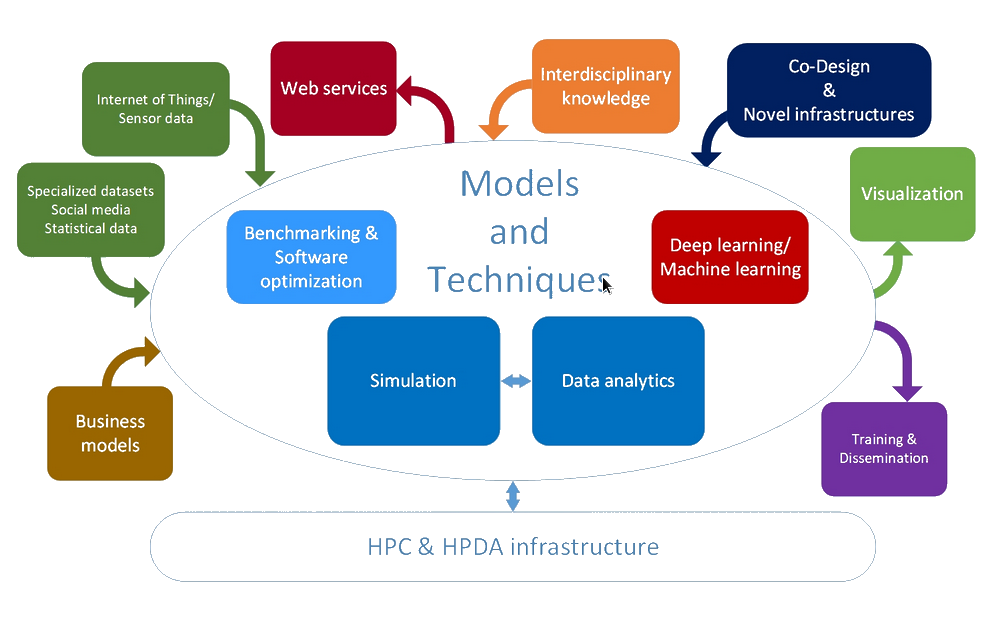 Web services
Interdisciplinary
knowledge
Co-Design
&
Novel infrastructures
Internet of Things/
Sensor data
Specialized datasets
Social media
Statistical data
Visualization
Models
and
Techniques
Benchmarking &
Software
optimization
Deep learning/
Machine learning
Simulation
Data analytics
Business
models
Training &
Dissemination
HPC & HPDA infrastructure